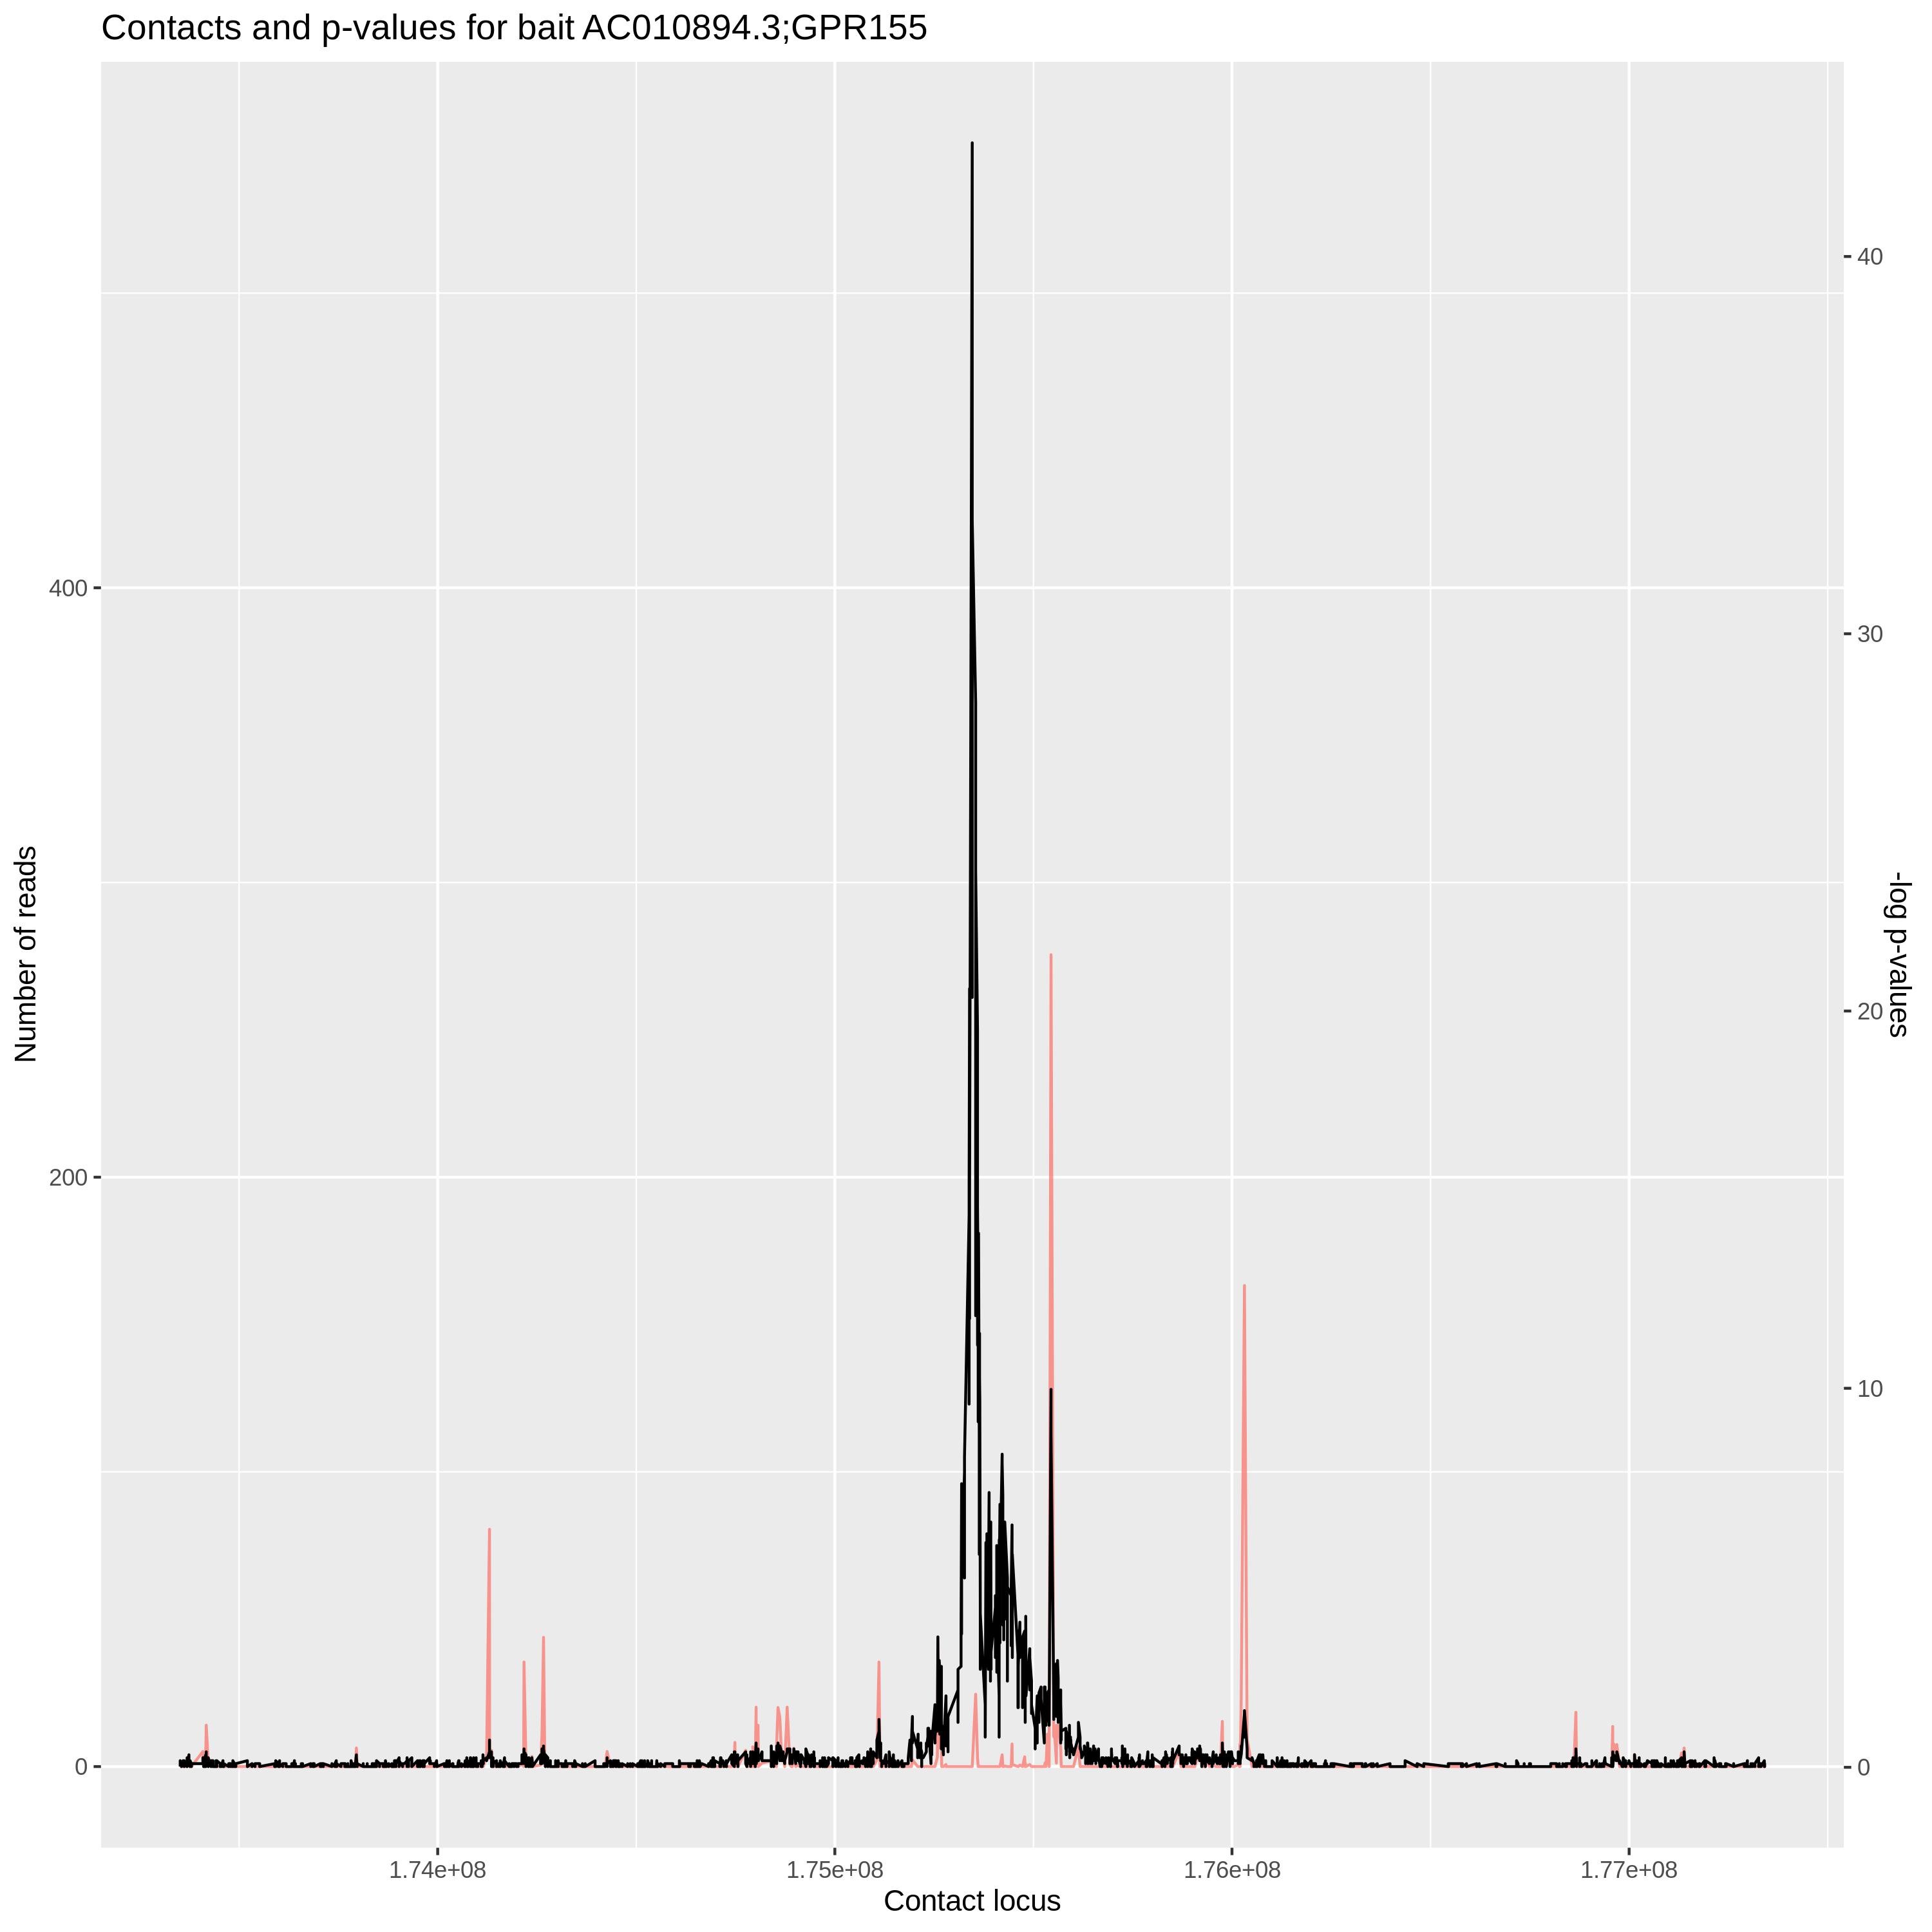 Contacts and p-values for bait AC010894.3;GPR155
Number of reads
400
200
0
40
30
20
10
0
-log p-values
1.74e+08
1.75e+08
1.76e+08
1.77e+08
Contact locus